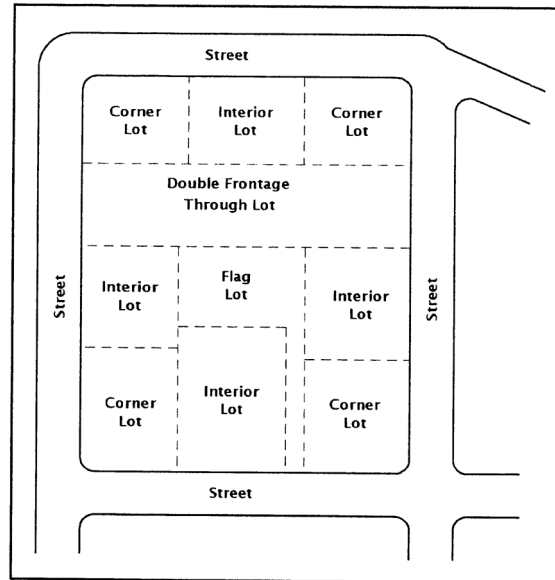 Street
Corner
Lot
Interior
Lot
Corner
Lot
Double Frontage
Through Lot
Street
Interior
Lot
Flag
Lot
Interior
Lot
Street
Corner
Lot
Interior
Lot
Corner
Lot
Street